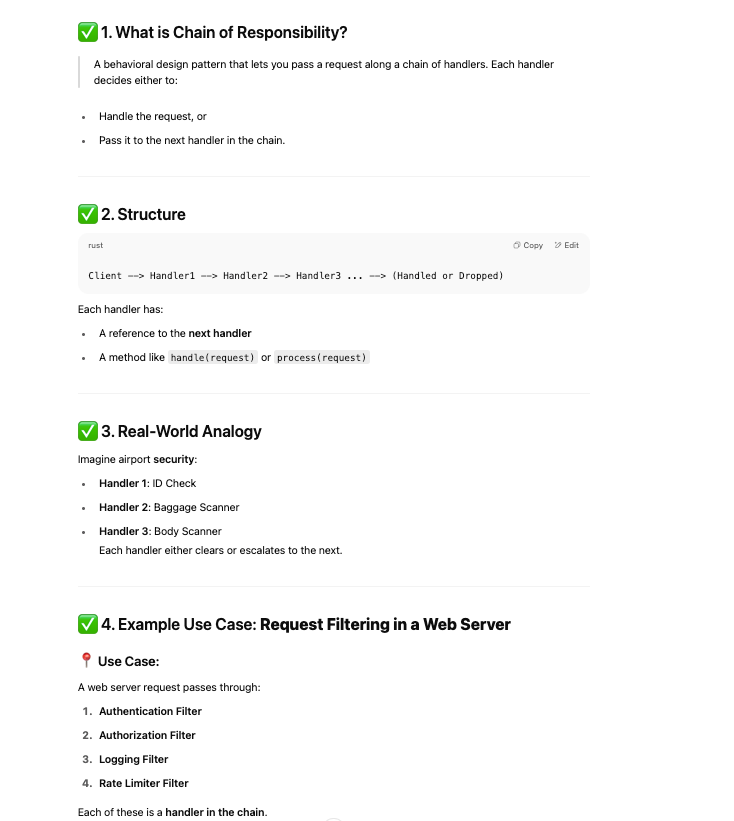 ✅ 1. What is Chain of Responsibility?
A behavioral design pattern that lets you pass a request along a chain of handlers. Each handler
decides either to:
• Handle the request, or
• Pass it to the next handler in the chain.
✅ 2. Structure
rust
Copy
Edit
Client --> Handler1 --> Handler2 --> Handler3 ... --> (Handled or Dropped)
Each handler has:
• A reference to the next handler
• A method like handle(request) or process(request)
✅ 3. Real-World Analogy
Imagine airport security:
• Handler 1: ID Check
• Handler 2: Baggage Scanner
• Handler 3: Body Scanner
Each handler either clears or escalates to the next.
✅ 4. Example Use Case: Request Filtering in a Web Server
📍 Use Case:
A web server request passes through:
1. Authentication Filter
2. Authorization Filter
3. Logging Filter
4. Rate Limiter Filter
Each of these is a handler in the chain.